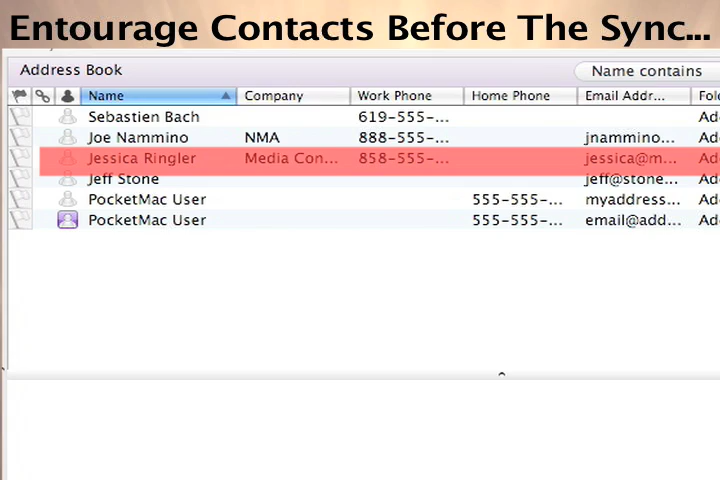 Entourage Contacts Before The Sync...
Address Book
Name contains
Name Company Work Phone Home Phone Email Addr... Fol
Sebastien Bach 619-555-... Ad
Joe Nammino NMA 888-555-... jnammino... Ad
Jessica Ringler Media Con... 858-555-... jessica@m... Ad
Jeff Stone jeff@stone... Ad
PocketMac User 555-555-... myaddress... Ad
PocketMac User 555-555-... email@add... Ad